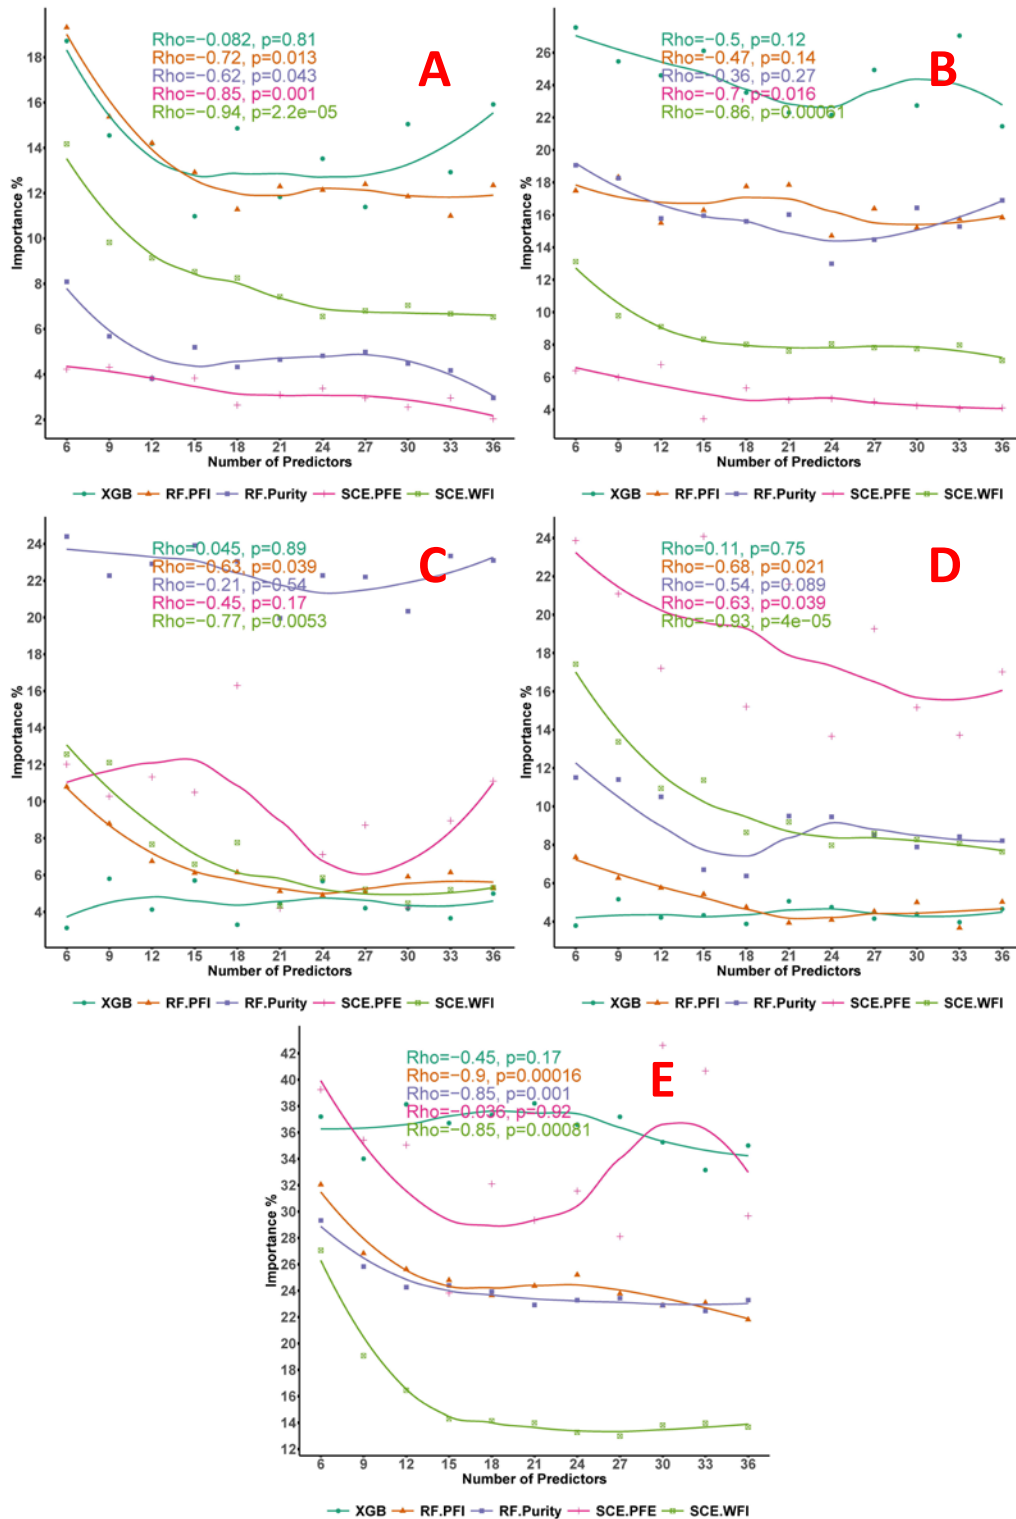 Rho=−0.082, p=0.81
Rho=−0.72, p=0.013
Rho=−0.62, p=0.043
Rho=−0.85, p=0.001
Rho=−0.94, p=2.2e−05
A
Importance %
18
16
14
12
10
8
6
4
2
6 9 12 15 18 21 24 27 30 33 36
Number of Predictors
XGB RF.PFI RF.Purity SCE.PFE SCE.WFI
Rho=−0.5, p=0.12
Rho=−0.47, p=0.14
Rho=−0.36, p=0.27
Rho=−0.7, p=0.016
Rho=−0.86, p=0.00061
B
Importance %
26
24
22
20
18
16
14
12
10
8
6
4
6 9 12 15 18 21 24 27 30 33 36
Number of Predictors
XGB RF.PFI RF.Purity SCE.PFE SCE.WFI
Rho=0.045, p=0.89
Rho=−0.63, p=0.039
Rho=−0.21, p=0.54
Rho=−0.45, p=0.17
Rho=−0.77, p=0.0053
C
Importance %
24
22
20
18
16
14
12
10
8
6
4
6 9 12 15 18 21 24 27 30 33 36
Number of Predictors
XGB RF.PFI RF.Purity SCE.PFE SCE.WFI
Rho=0.11, p=0.75
Rho=−0.68, p=0.021
Rho=−0.54, p=0.089
Rho=−0.63, p=0.039
Rho=−0.93, p=4e−05
D
Importance %
24
22
20
18
16
14
12
10
8
6
4
6 9 12 15 18 21 24 27 30 33 36
Number of Predictors
XGB RF.PFI RF.Purity SCE.PFE SCE.WFI
Rho=−0.45, p=0.17
Rho=−0.9, p=0.00016
Rho=−0.85, p=0.001
Rho=−0.036, p=0.92
Rho=−0.85, p=0.00081
E
Importance %
42
40
38
36
34
32
30
28
26
24
22
20
18
16
14
12
6 9 12 15 18 21 24 27 30 33 36
Number of Predictors
XGB RF.PFI RF.Purity SCE.PFE SCE.WFI